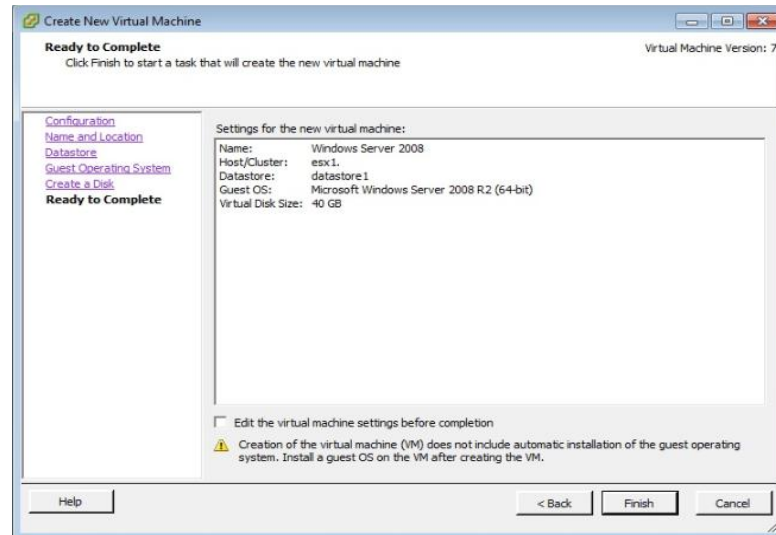 Create New Virtual Machine
Ready to Complete
Click Finish to start a task that will create the new virtual machine
Virtual Machine Version: 7
Configuration
Name and Location
Datastore
Guest Operating System
Create a Disk
Ready to Complete
Settings for the new virtual machine:
Name: Windows Server 2008
Host/Cluster: esx1.
Datastore: datastore1
Guest OS: Microsoft Windows Server 2008 R2 (64-bit)
Virtual Disk Size: 40 GB
Edit the virtual machine settings before completion
Creation of the virtual machine (VM) does not include automatic installation of the guest operating
system. Install a guest OS on the VM after creating the VM.
Help
< Back
Finish
Cancel